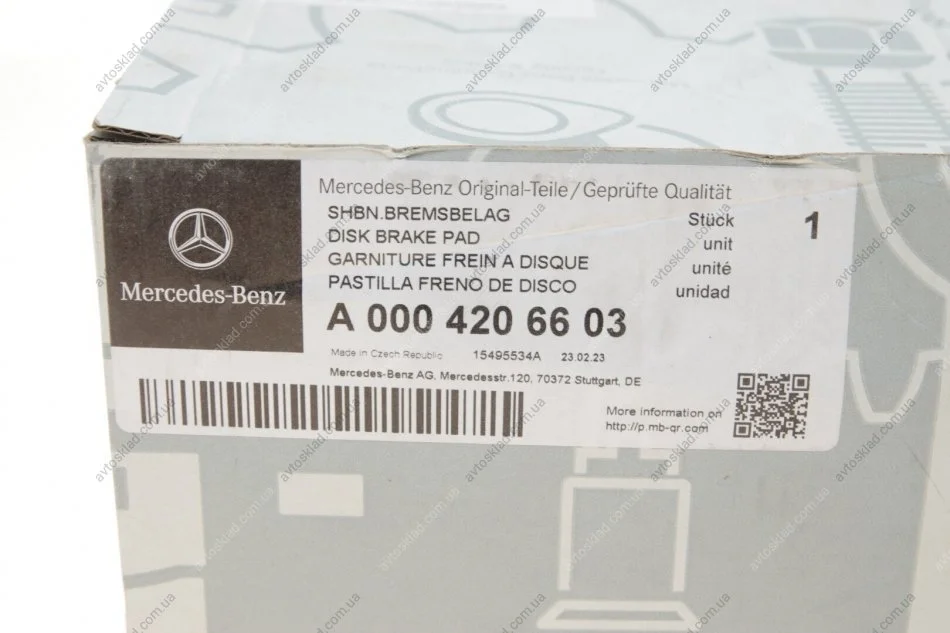 Mercedes-Benz Original-Teile/Geprüfte Qualität
SHBN.BREMSBELAG
DISK BRAKE PAD
GARNITURE FREIN A DISQUE
PASTILLA FRENO DE DISCO
Stück 1
unit
unité
unidad
Mercedes-Benz
A 000 420 66 03
Made in Czech Republic 15495534A 23.02.23
Mercedes-Benz AG, Mercedesstr.120, 70372 Stuttgart, DE
More information on
http://p.mb-qr.com
avtosklad.com.ua